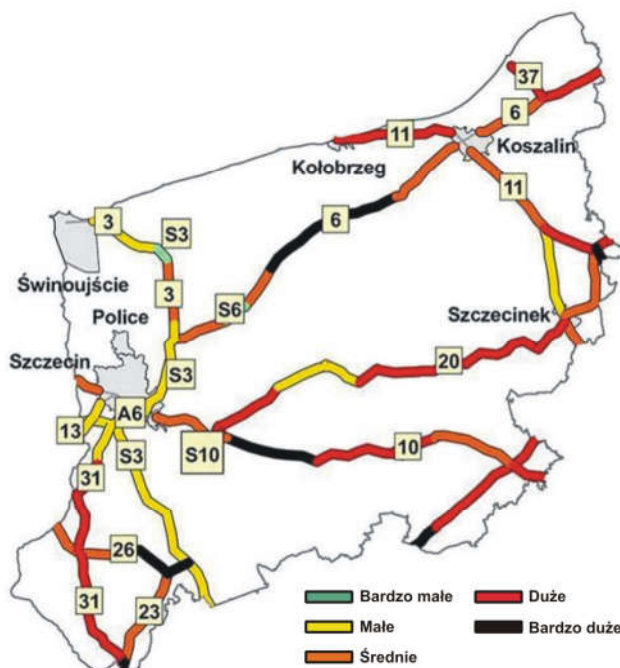 37
6
11
Koszalin
Kołobrzeg
11
3
S3
6
Świnoujście
3
Police
S6
Szczecinek
Szczecin
S3
20
A6
13
S3
S10
10
31
26
31
23
Bardzo małe
Duże
Małe
Bardzo duże
Średnie